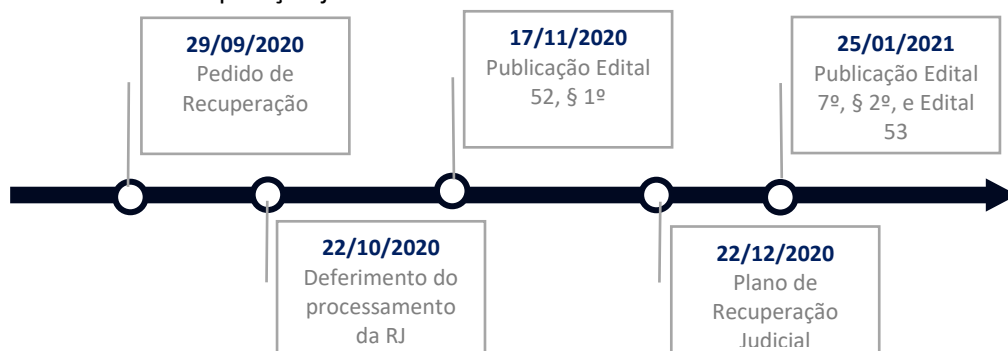 29/09/2020
Pedido de
Recuperação
17/11/2020
Publicação Edital
52, § 1º
25/01/2021
Publicação Edital
7º, § 2º, e Edital
53
22/10/2020
Deferimento do
processamento
da RJ
22/12/2020
Plano de
Recuperação
Judicial